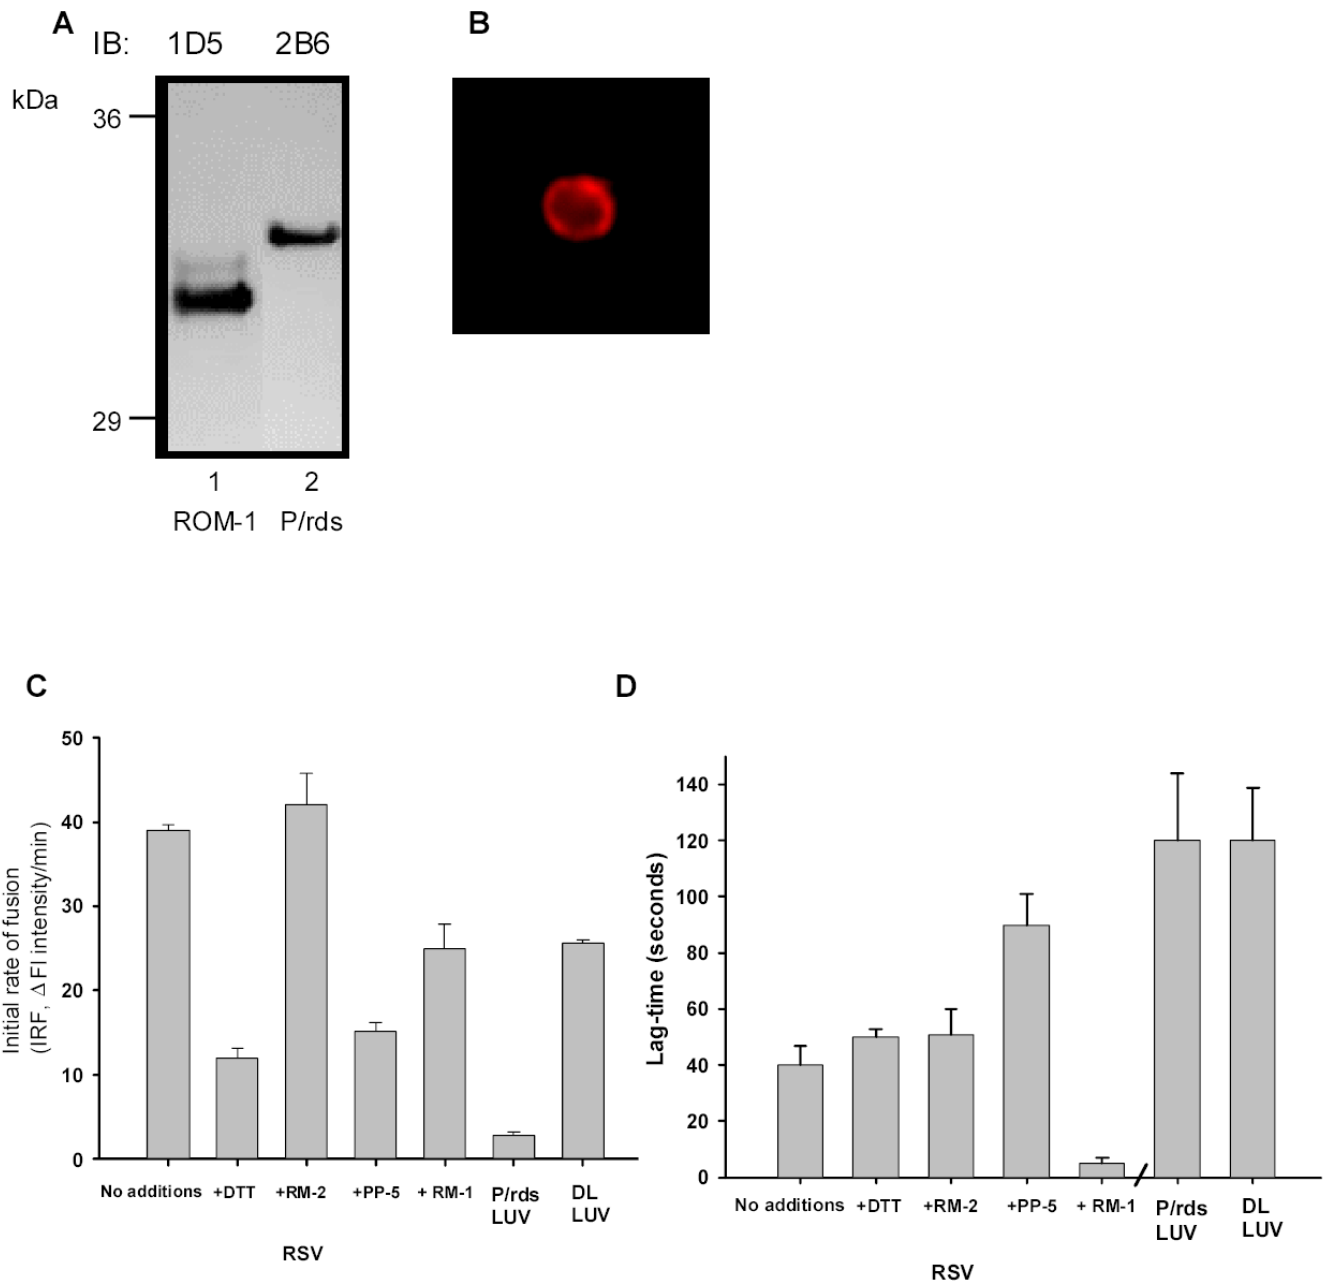 A
B
IB: 1D5 2B6
kDa
36
29
1 2
ROM-1 P/rds
C
D
Initial rate of fusion
(IRF, Δ FI intensity/min)
50
40
30
20
10
0
No additions +DTT +RM-2 +PP-5 + RM-1 P/rds DL
LUV LUV
RSV
Lag-time (seconds)
140
120
100
80
60
40
20
0
No additions +DTT +RM-2 +PP-5 + RM-1 P/rds DL
LUV LUV
RSV